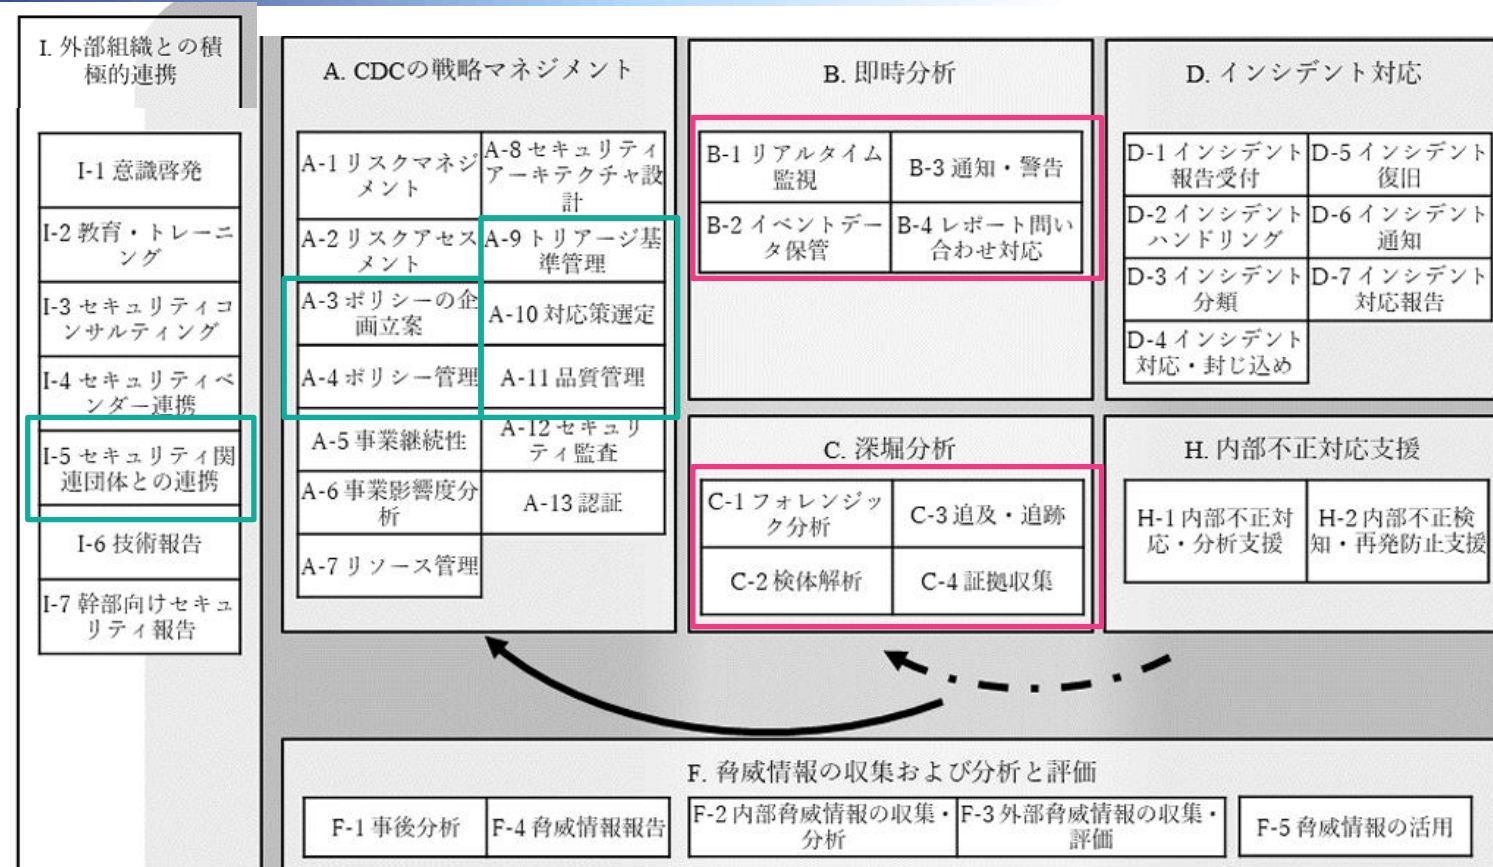 I. 外部組織との積
極的連携
I-1 意識啓発
I-2 教育・トレーニ
ング
I-3 セキュリティコ
ンサルティング
I-4 セキュリティベ
ンダー連携
I-5 セキュリティ関
連団体との連携
I-6 技術報告
I-7 幹部向けセキュ
リティ報告
A. CDCの戦略マネジメント
A-1 リスクマネジ
メント
A-2 リスクアセス
メント
A-3 ポリシーの企
画立案
A-4 ポリシー管理
A-5 事業継続性
A-6 事業影響度分
析
A-7 リソース管理
A-8 セキュリティ
アーキテクチャ設
計
A-9 トリアージ基
準管理
A-10 対応策選定
A-11 品質管理
A-12 セキュリ
ティ監査
A-13 認証
B. 即時分析
B-1 リアルタイム
監視
B-2 イベントデー
タ保管
B-3 通知・警告
B-4 レポート問い
合わせ対応
C. 深堀分析
C-1 フォレンジッ
ク分析
C-2 検体解析
C-3 追及・追跡
C-4 証拠収集
D. インシデント対応
D-1 インシデント
報告受付
D-2 インシデント
ハンドリング
D-3 インシデント
分類
D-4 インシデント
対応・封じ込め
D-5 インシデント
復旧
D-6 インシデント
通知
D-7 インシデント
対応報告
H. 内部不正対応支援
H-1 内部不正対
応・分析支援
H-2 内部不正検
知・再発防止支援
F. 脅威情報の収集および分析と評価
F-1 事後分析
F-4 脅威情報報告
F-2 内部脅威情報の収集・
分析
F-3 外部脅威情報の収集・
評価
F-5 脅威情報の活用